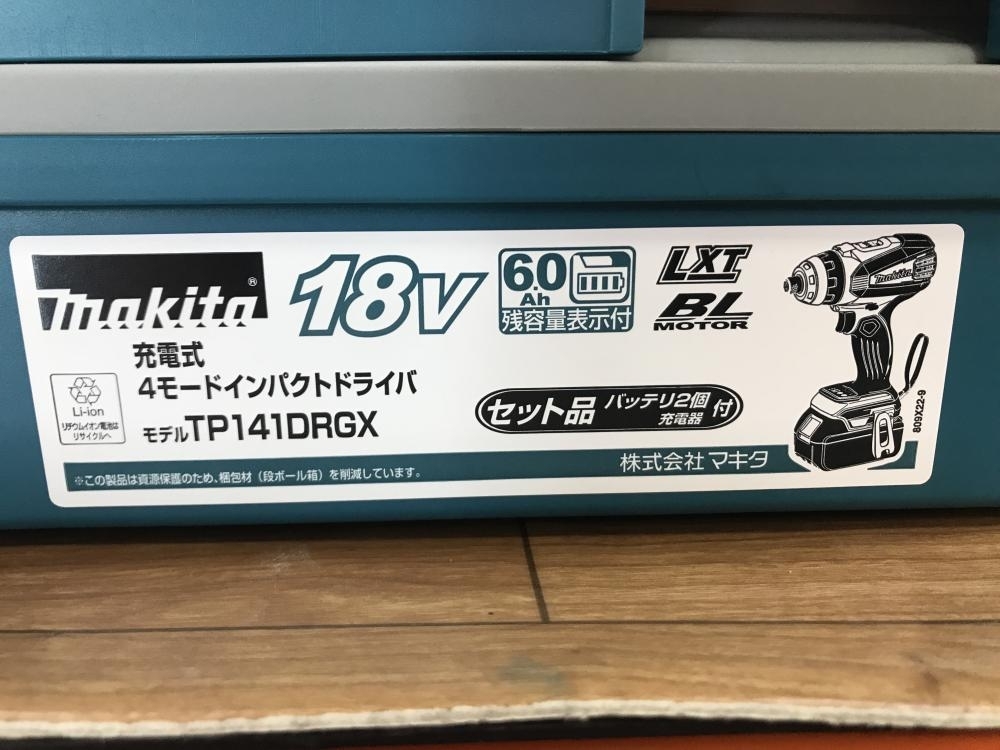 makita®
18V
6.0
Ah
残容量表示付
LXT
BL
MOTOR
makita
充電式
4モードインパクトドライバ
モデルTP141DRGX
Li-ion
リチウムイオン電池は
リサイクルへ
セット品 バッテリ2個 充電器 付
809X22-9
※この製品は資源保護のため、梱包材(段ボール箱)を削減しています。
株式会社マキタ